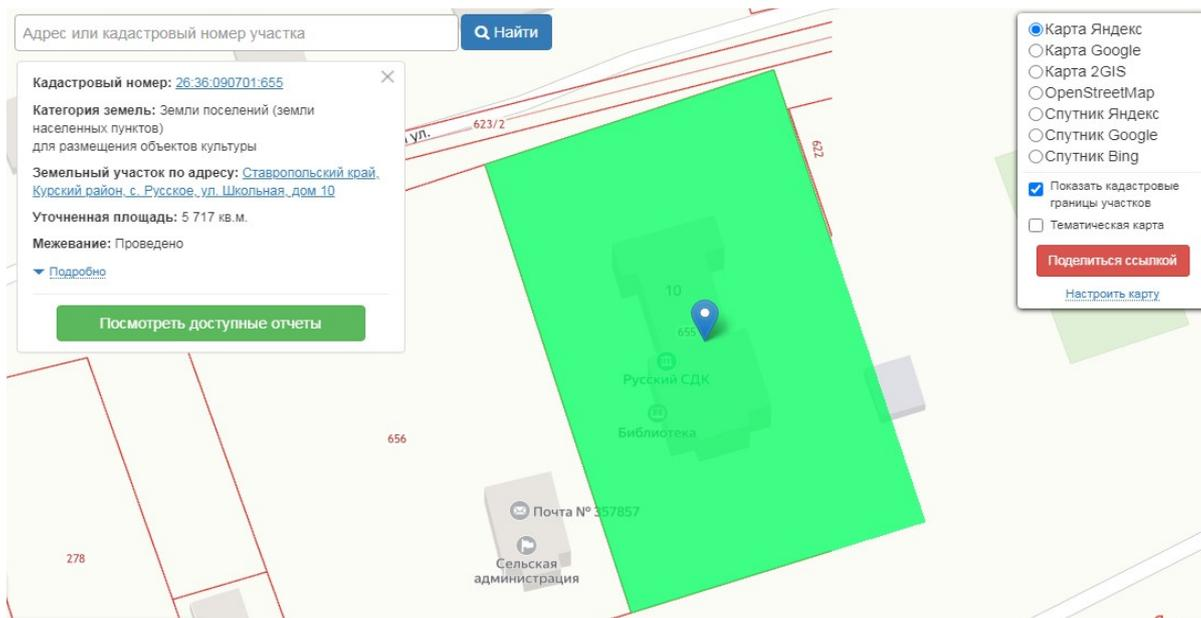 Адрес или кадастровый номер участка
Найти
Кадастровый номер: 26:36:090701:655
Категория земель: Земли поселений (земли
населенных пунктов)
для размещения объектов культуры
Земельный участок по адресу: Ставропольский край,
Курский район, с. Русское, ул. Школьная, дом 10
Уточненная площадь: 5 717 кв.м.
Межевание: Проведено
Подробно
Посмотреть доступные отчеты
ул.
623/2
622
10
655
Русский СДК
Библиотека
656
Почта № 357857
Сельская
администрация
278
Карта Яндекс
Карта Google
Карта 2GIS
OpenStreetMap
Спутник Яндекс
Спутник Google
Спутник Bing
Показать кадастровые
границы участков
Тематическая карта
Поделиться ссылкой
Настроить карту